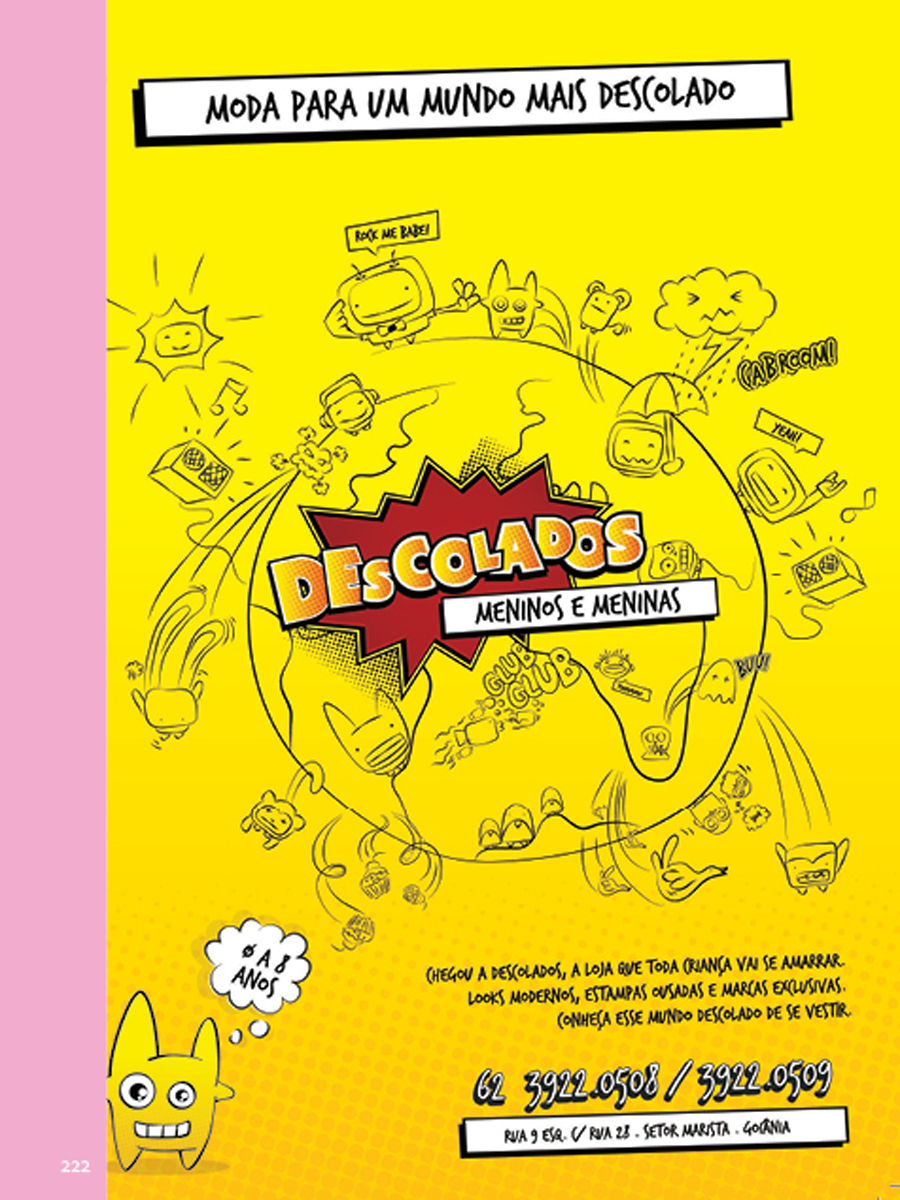 MODA PARA UM MUNDO MAIS DESCOLADO
ROCK ME BABE!
CABROOM!
YEAH!
DESCOLADOS
MENINOS E MENINAS
GLUB
GLUB
BUU!
Ø A 8
ANOS
CHEGOU A DESCOLADOS, A LOJA QUE TODA CRIANÇA VAI SE AMARRAR.
LOOKS MODERNOS, ESTAMPAS OUSADAS E MARCAS EXCLUSIVAS.
CONHEÇA ESSE MUNDO DESCOLADO DE SE VESTIR.
62 3922.0508 / 3922.0509
RUA 9 ESQ. C/ RUA 28 . SETOR MARISTA . GOIÂNIA
222